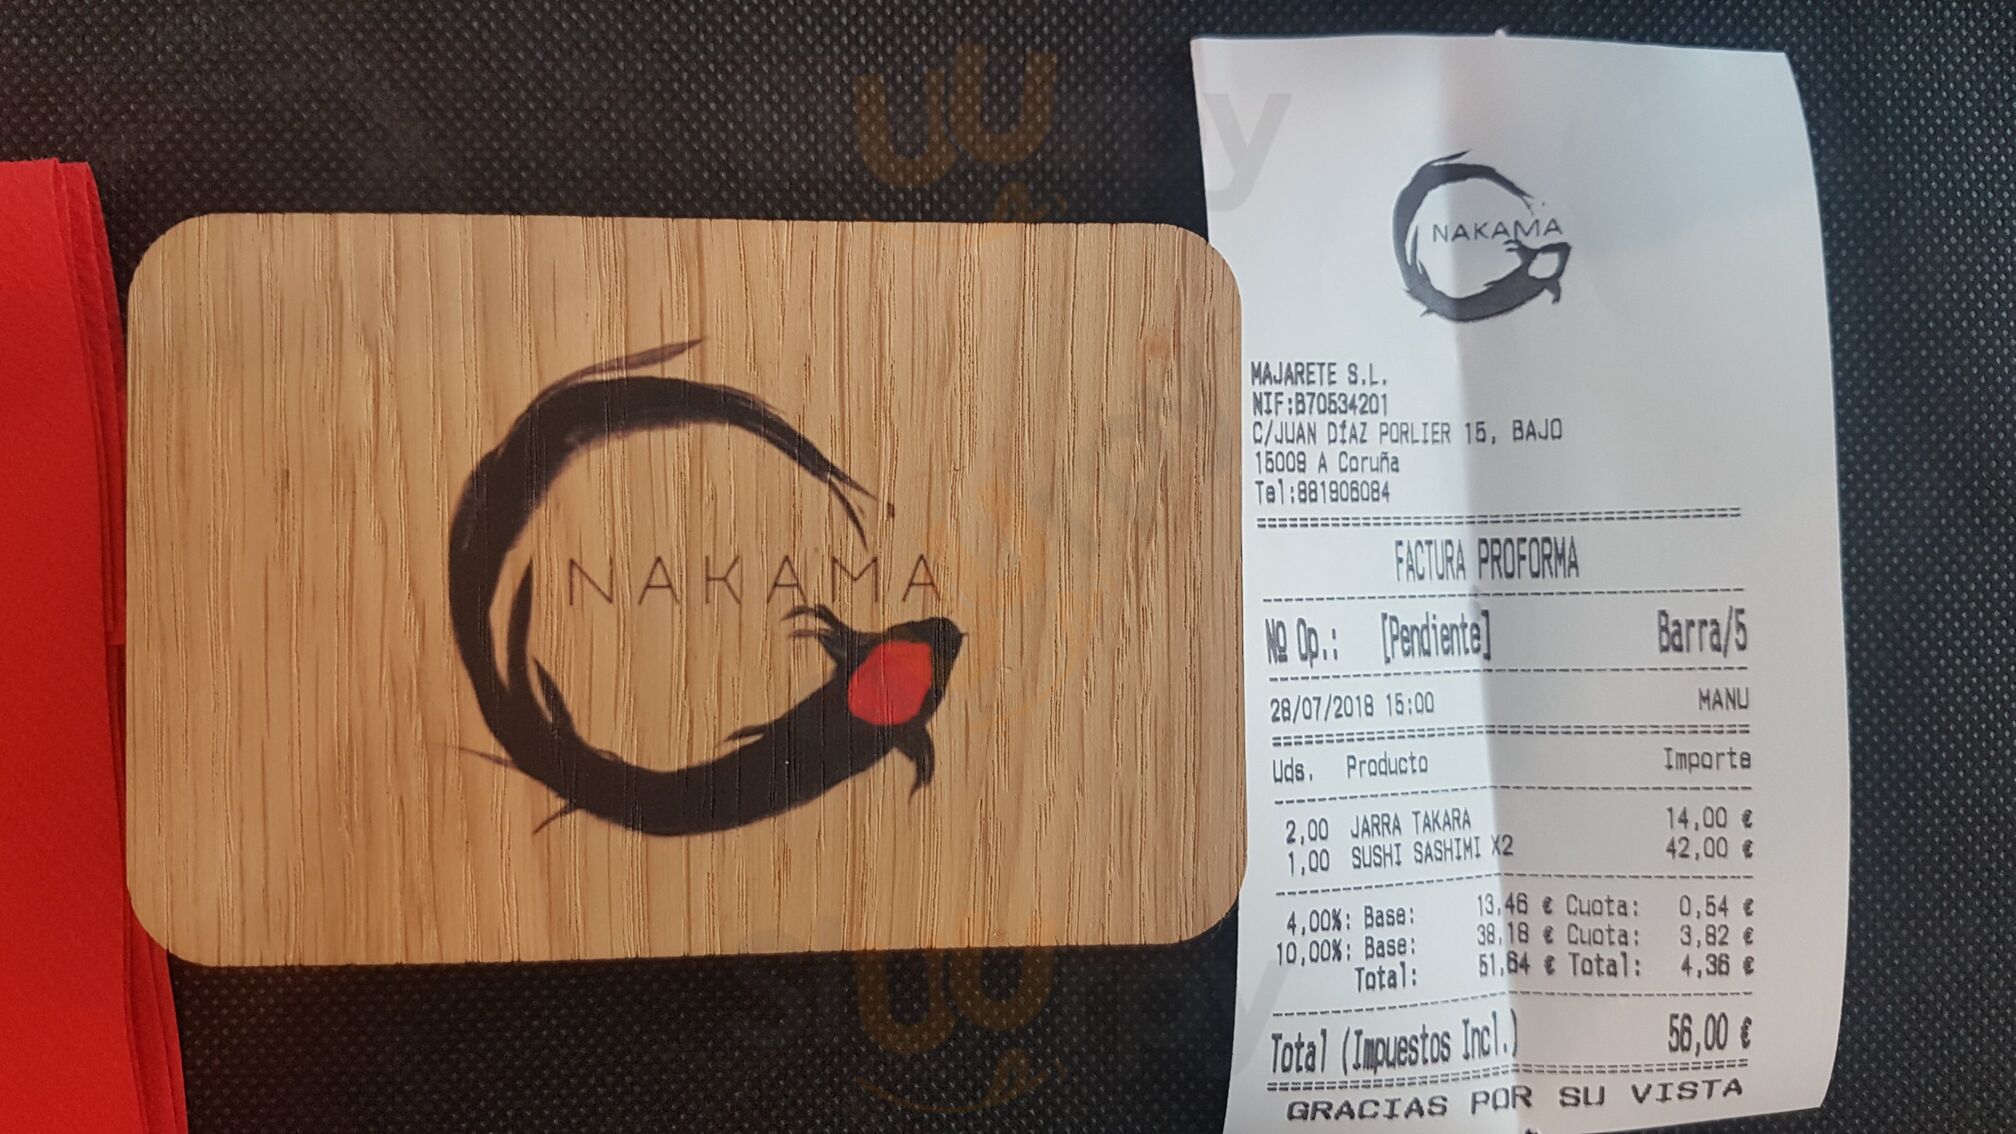 NAKAMA
NAKAMA
MAJARETE S.L.
NIF:B70534201
C/JUAN DÍAZ PORLIER 15, BAJO
15009 A Coruña
Tel:881906084
FACTURA PROFORMA
Nº Op.: [Pendiente] Barra/5
28/07/2018 15:00 MANU
Uds. Producto Importe
2,00 JARRA TAKARA 14,00 €
1,00 SUSHI SASHIMI X2 42,00 €
4,00%: Base: 13,46 € Cuota: 0,54 €
10,00%: Base: 38,18 € Cuota: 3,82 €
Total: 51,64 € Total: 4,36 €
Total (Impuestos Incl.) 56,00 €
GRACIAS POR SU VISTA